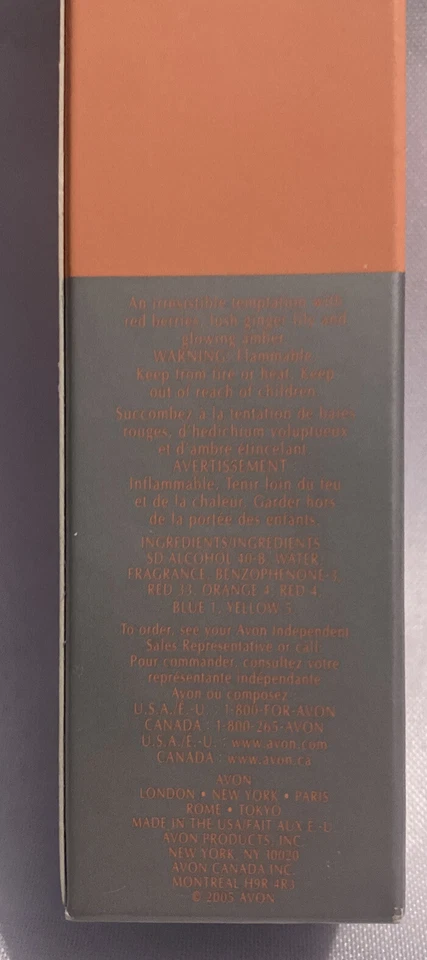 An irresistible temptation with
red berries, lush ginger lily and
glowing amber.
WARNING: Flammable.
Keep from fire or heat. Keep
out of reach of children.
Succombez à la tentation de baies
rouges, d'hedichium voluptueux
et d'ambre étincelant.
AVERTISSEMENT :
Inflammable. Tenir loin du feu
et de la chaleur. Garder hors
de la portée des enfants.
INGREDIENTS/INGRÉDIENTS:
SD ALCOHOL 40-B, WATER,
FRAGRANCE, BENZOPHENONE-3,
RED 33, ORANGE 4, RED 4,
BLUE 1, YELLOW 5.
To order, see your Avon Independent
Sales Representative or call:
Pour commander, consultez votre
représentante indépendante
Avon ou composez :
U.S.A./É.-U. : 1-800-FOR-AVON
CANADA : 1-800-265-AVON
U.S.A./É.-U. : www.avon.com
CANADA : www.avon.ca
AVON
LONDON • NEW YORK • PARIS
ROME • TOKYO
MADE IN THE USA/FAIT AUX É.-U.
AVON PRODUCTS, INC.
NEW YORK, NY 10020
AVON CANADA INC.
MONTREAL H9R 4R3
© 2005 AVON